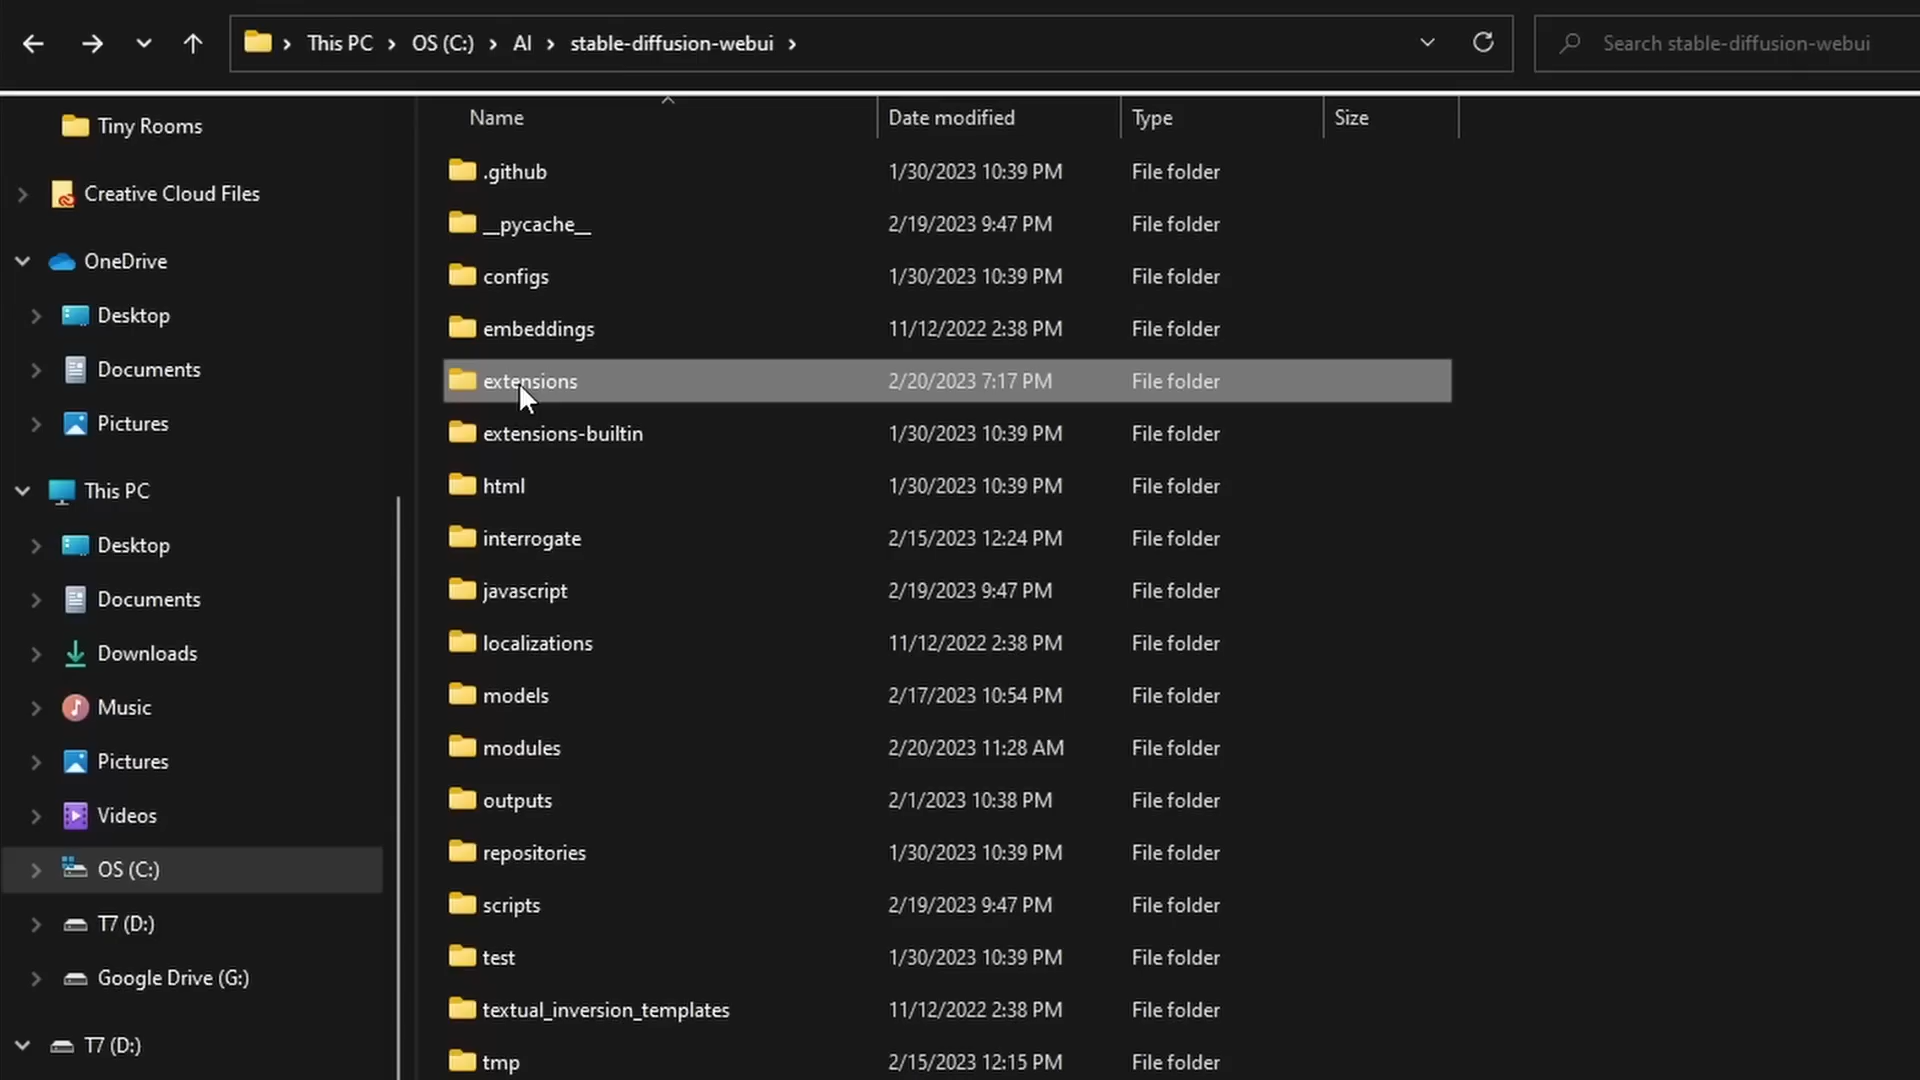 This PC > OS (C:) > AI > stable-diffusion-webui >
Search stable-diffusion-webui
Tiny Rooms
Creative Cloud Files
OneDrive
Desktop
Documents
Pictures
This PC
Desktop
Documents
Downloads
Music
Pictures
Videos
OS (C:)
T7 (D:)
Google Drive (G:)
T7 (D:)
Name Date modified Type Size
.github 1/30/2023 10:39 PM File folder
__pycache__ 2/19/2023 9:47 PM File folder
configs 1/30/2023 10:39 PM File folder
embeddings 11/12/2022 2:38 PM File folder
extensions 2/20/2023 7:17 PM File folder
extensions-builtin 1/30/2023 10:39 PM File folder
html 1/30/2023 10:39 PM File folder
interrogate 2/15/2023 12:24 PM File folder
javascript 2/19/2023 9:47 PM File folder
localizations 11/12/2022 2:38 PM File folder
models 2/17/2023 10:54 PM File folder
modules 2/20/2023 11:28 AM File folder
outputs 2/1/2023 10:38 PM File folder
repositories 1/30/2023 10:39 PM File folder
scripts 2/19/2023 9:47 PM File folder
test 1/30/2023 10:39 PM File folder
textual_inversion_templates 11/12/2022 2:38 PM File folder
tmp 2/15/2023 12:15 PM File folder